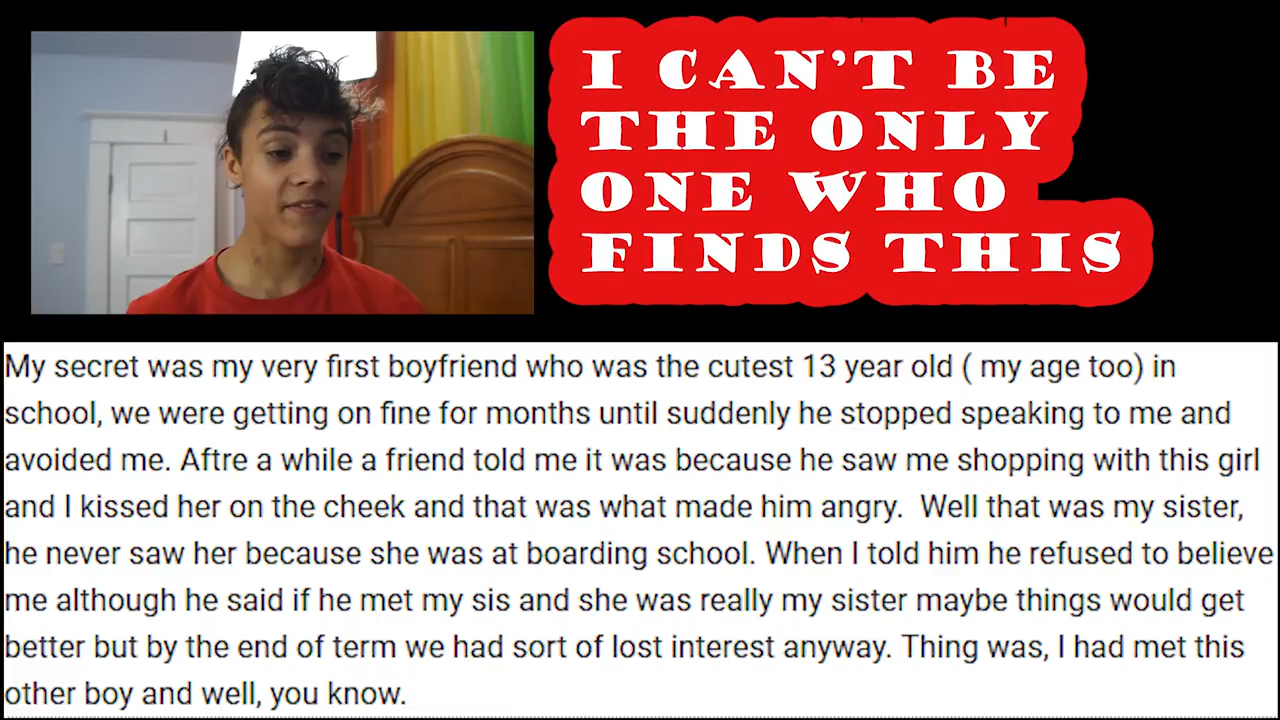 I CAN'T BE
THE ONLY
ONE WHO
FINDS THIS
My secret was my very first boyfriend who was the cutest 13 year old ( my age too) in
school, we were getting on fine for months until suddenly he stopped speaking to me and
avoided me. Aftre a while a friend told me it was because he saw me shopping with this girl
and I kissed her on the cheek and that was what made him angry.  Well that was my sister,
he never saw her because she was at boarding school. When I told him he refused to believe
me although he said if he met my sis and she was really my sister maybe things would get
better but by the end of term we had sort of lost interest anyway. Thing was, I had met this
other boy and well, you know.